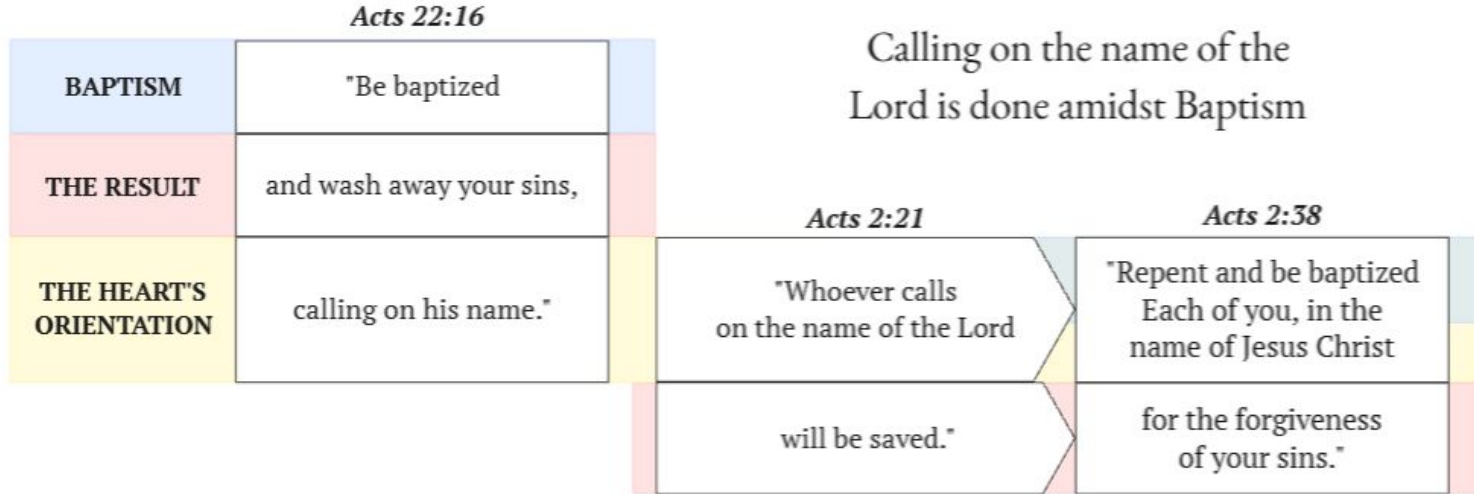 Acts 22:16
Calling on the name of the
Lord is done amidst Baptism
BAPTISM
"Be baptized
THE RESULT
and wash away your sins,
THE HEART'S
ORIENTATION
calling on his name."
Acts 2:21
"Whoever calls
on the name of the Lord
will be saved."
Acts 2:38
"Repent and be baptized
Each of you, in the
name of Jesus Christ
for the forgiveness
of your sins."